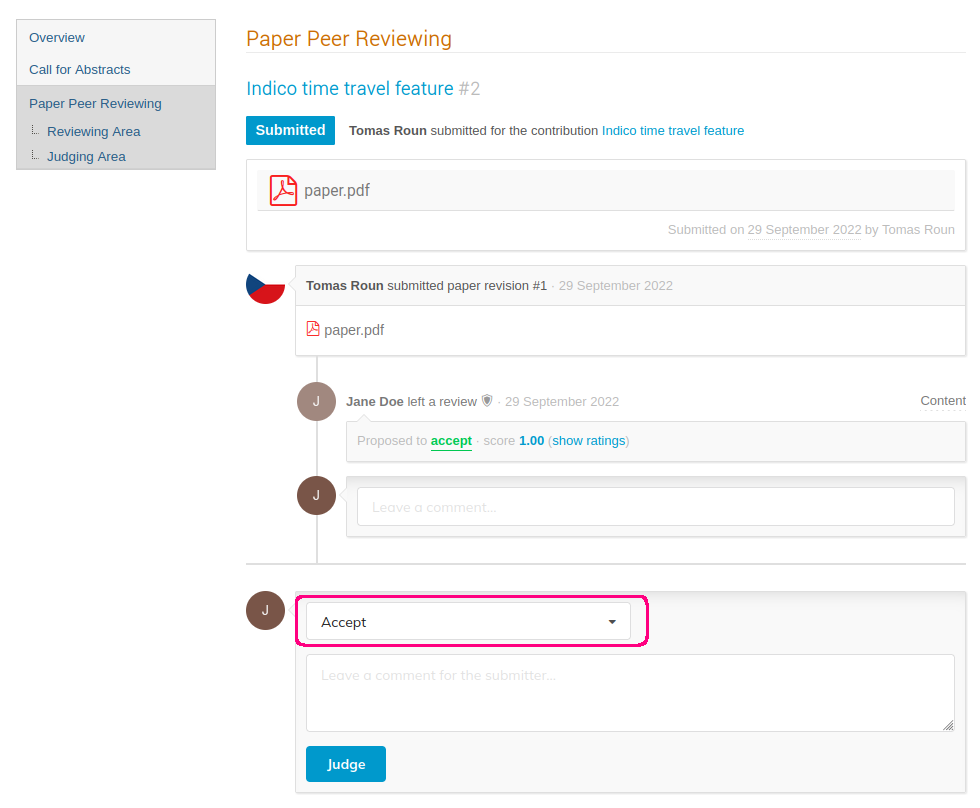 Overview
Call for Abstracts
Paper Peer Reviewing
Reviewing Area
Judging Area
Paper Peer Reviewing
Indico time travel feature #2
Submitted Tomas Roun submitted for the contribution Indico time travel feature
paper.pdf
Submitted on 29 September 2022 by Tomas Roun
Tomas Roun submitted paper revision #1 · 29 September 2022
paper.pdf
J Jane Doe left a review · 29 September 2022 Content
Proposed to accept · score 1.00 (show ratings)
J Leave a comment...
J Accept
Leave a comment for the submitter...
Judge